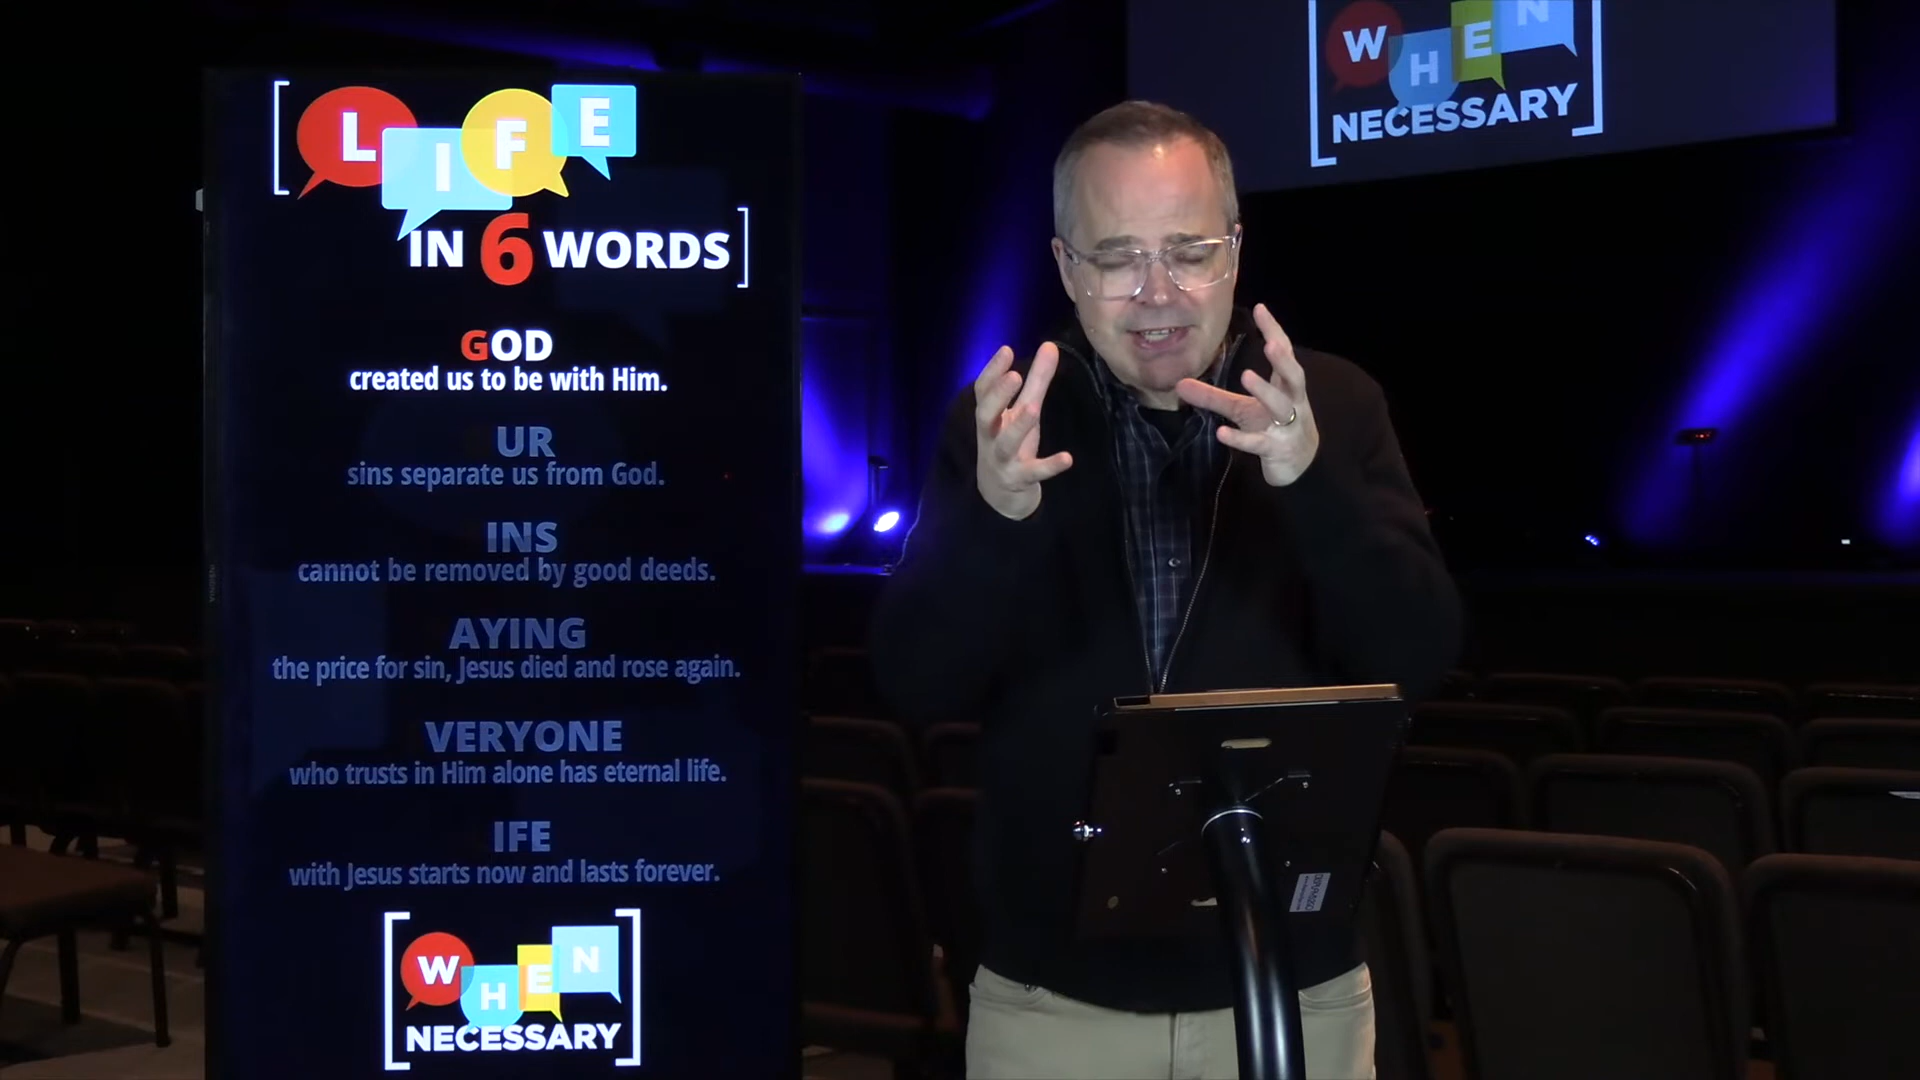 LIFE
IN 6 WORDS
GOD
created us to be with Him.
UR
sins separate us from God.
INS
cannot be removed by good deeds.
AYING
the price for sin, Jesus died and rose again.
VERYONE
who trusts in Him alone has eternal life.
IFE
with Jesus starts now and lasts forever.
WHEN
NECESSARY
WHEN
NECESSARY